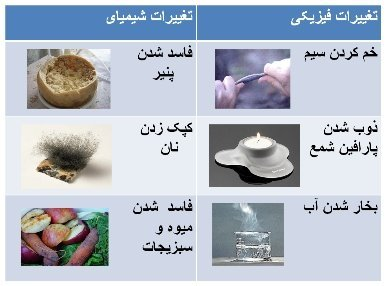 تغییرات فیزیکی
تغییرات شیمیای
خم کردن سیم
فاسد شدن
پنیر
ذوب شدن
پارافین شمع
کپک زدن
نان
بخار شدن آب
فاسد شدن
میوه و
سبزیجات